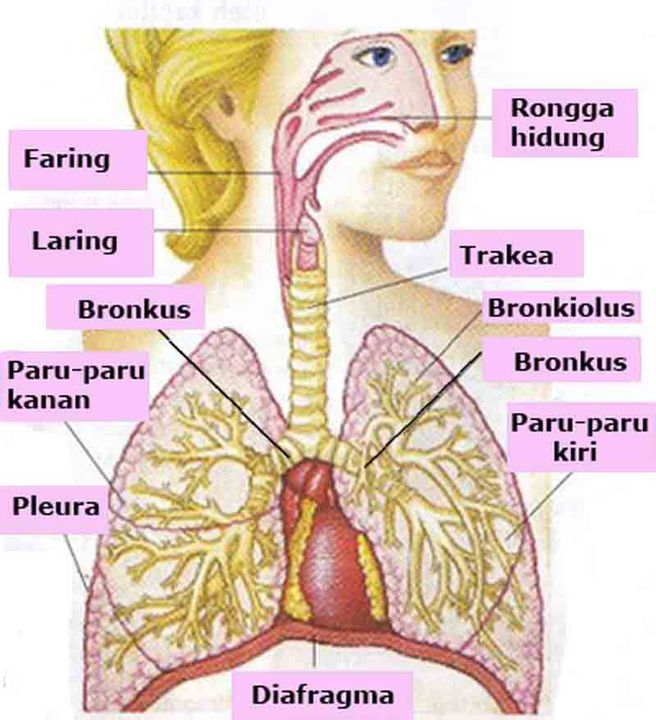 Rongga
hidung
Faring
Laring
Trakea
Bronkus
Bronkiolus
Bronkus
Paru-paru
kanan
Paru-paru
kiri
Pleura
Diafragma